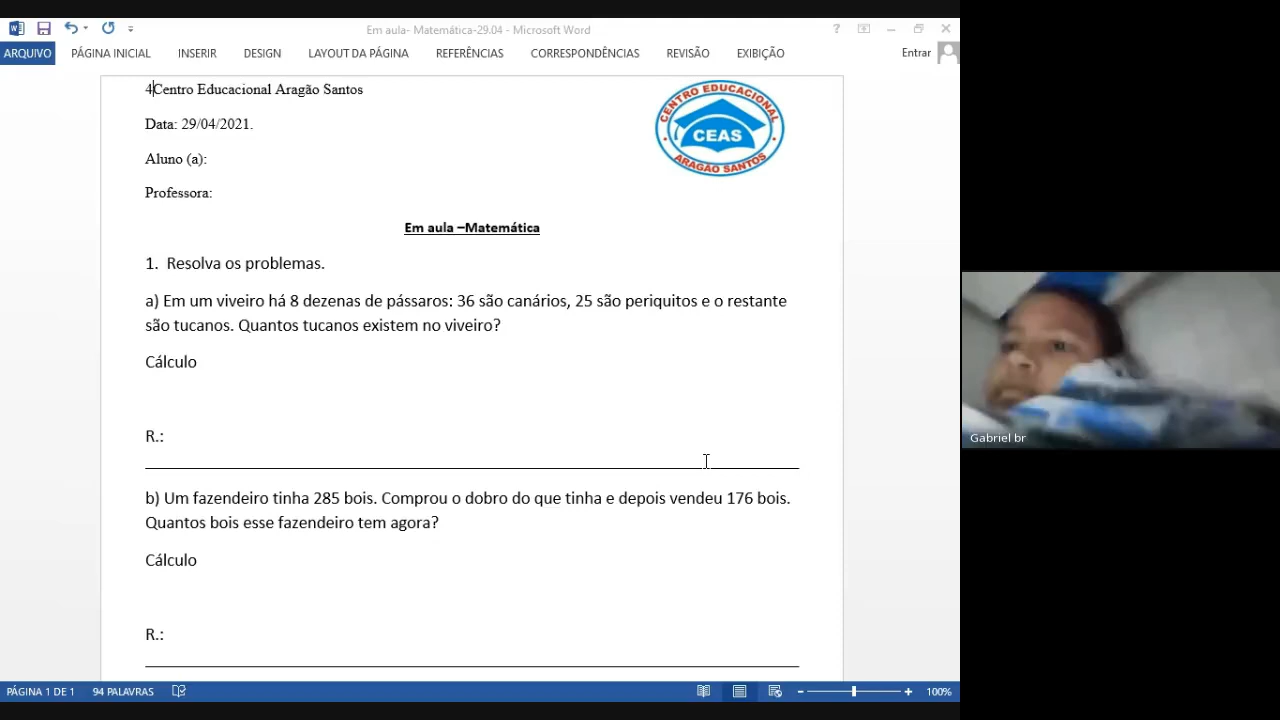 Em aula- Matemática-29.04 - Microsoft Word
ARQUIVO PÁGINA INICIAL INSERIR DESIGN LAYOUT DA PÁGINA REFERÊNCIAS CORRESPONDÊNCIAS REVISÃO EXIBIÇÃO Entrar
4Centro Educacional Aragão Santos
CENTRO EDUCACIONAL
CEAS
ARAGÃO SANTOS
Data: 29/04/2021.
Aluno (a):
Professora:
Em aula –Matemática
1. Resolva os problemas.
a) Em um viveiro há 8 dezenas de pássaros: 36 são canários, 25 são periquitos e o restante
são tucanos. Quantos tucanos existem no viveiro?
Cálculo
R.:
b) Um fazendeiro tinha 285 bois. Comprou o dobro do que tinha e depois vendeu 176 bois.
Quantos bois esse fazendeiro tem agora?
Cálculo
R.:
Gabriel br
PÁGINA 1 DE 1 94 PALAVRAS 100%